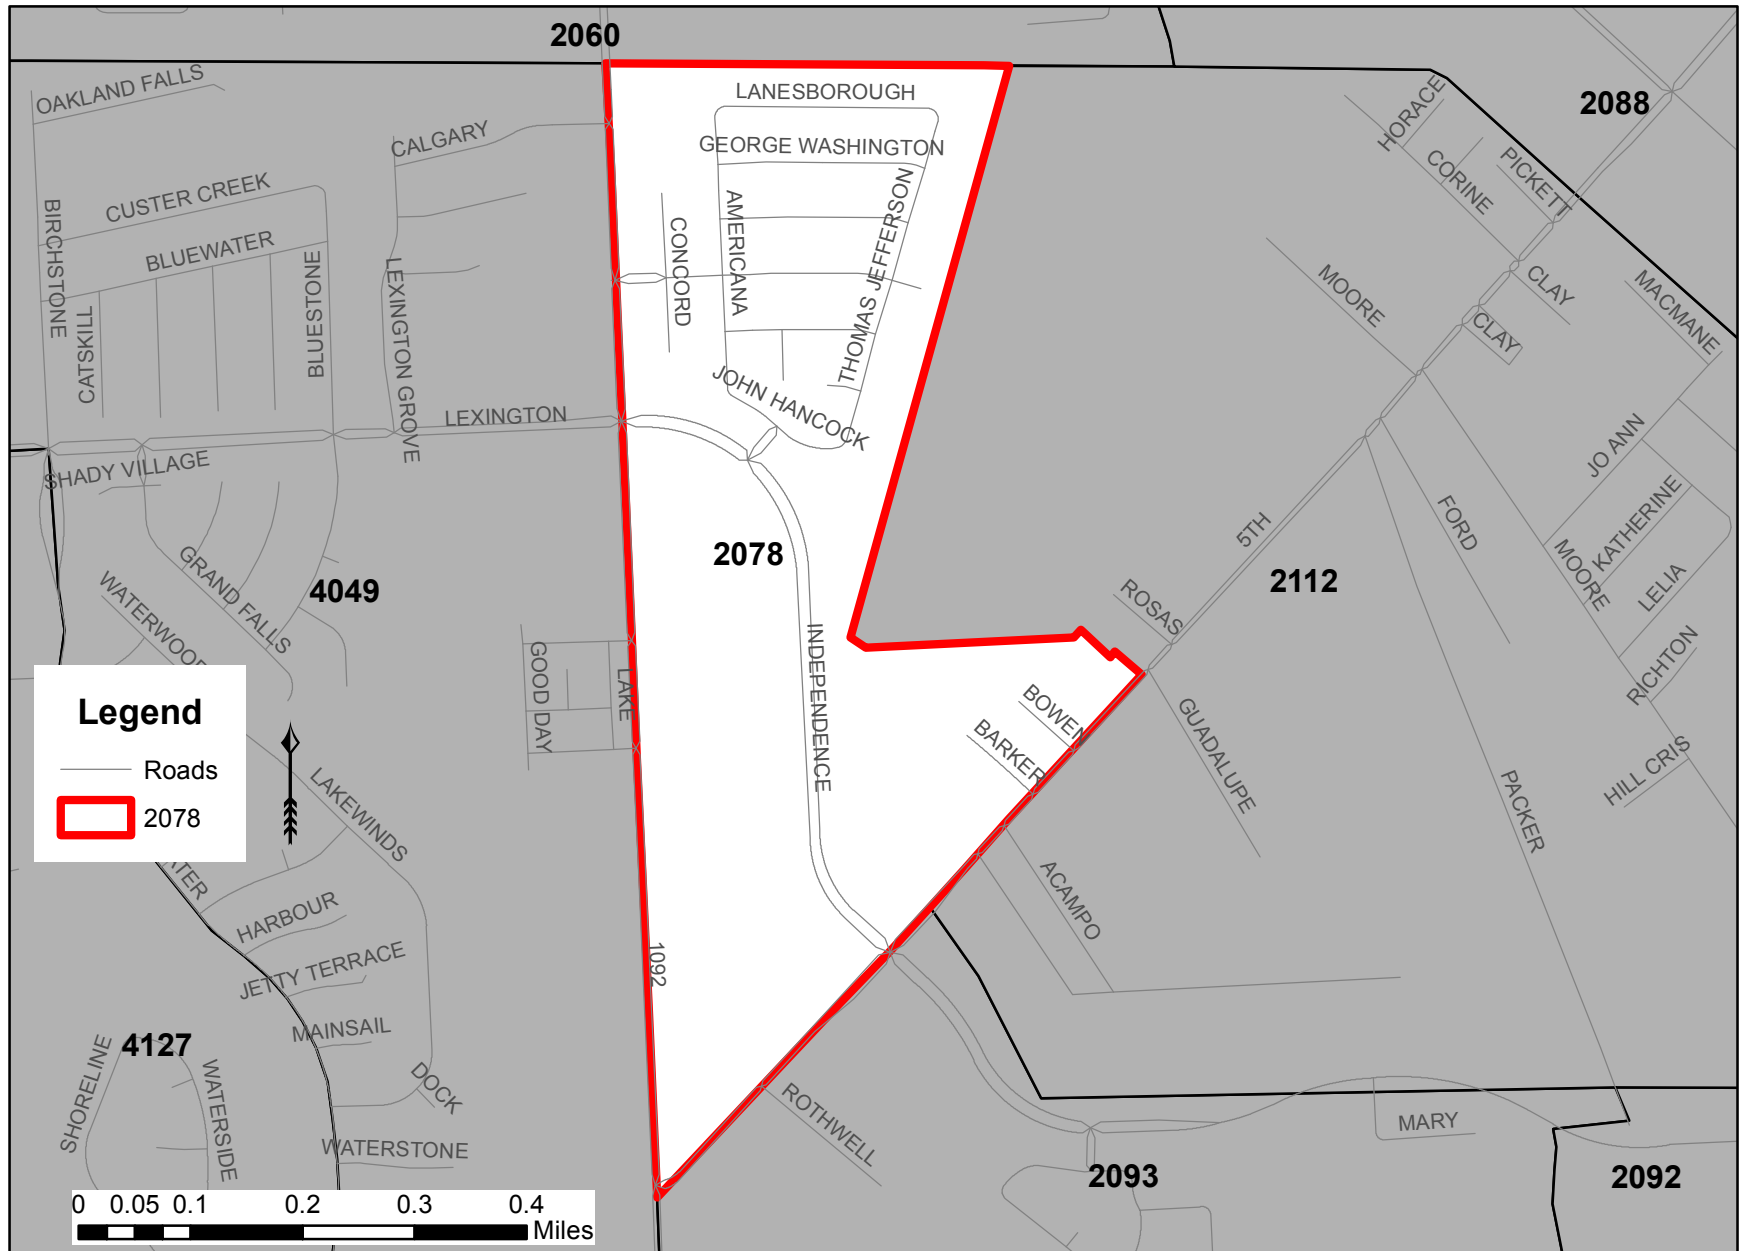 2060
OAKLAND FALLS
LANESBOROUGH
HORACE
2088
CALGARY
GEORGE WASHINGTON
CORINE
PICKETT
CUSTER CREEK
BIRCHSTONE
AMERICANA
THOMAS JEFFERSON
CONCORD
BLUEWATER
BLUESTONE
LEXINGTON GROVE
MOORE
CLAY
MACMANE
CATSKILL
CLAY
JOHN HANCOCK
LEXINGTON
SHADY VILLAGE
JO ANN
KATHERINE
5TH
FORD
2078
GRAND FALLS
4049
WATERWOOD
2112
ROSAS
MOORE
LELIA
INDEPENDENCE
RICHTON
GOOD DAY
LAKE
BOWEN
GUADALUPE
BARKER
HILL CRIS
Legend
Roads
2078
LAKEWINDS
PACKER
ATER
ACAMPO
HARBOUR
1092
JETTY TERRACE
MAINSAIL
4127
SHORELINE
WATERSIDE
DOCK
ROTHWELL
MARY
WATERSTONE
2093
2092
0 0.05 0.1 0.2 0.3 0.4
Miles